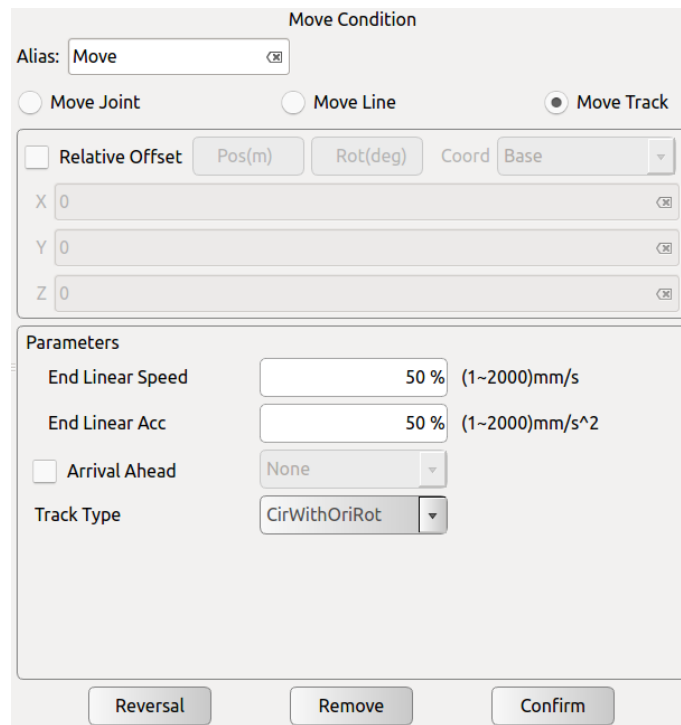 Move Condition
Alias: Move
Move Joint Move Line Move Track
Relative Offset Pos(m) Rot(deg) Coord Base
X 0
Y 0
Z 0
Parameters
End Linear Speed 50 % (1~2000)mm/s
End Linear Acc 50 % (1~2000)mm/s^2
Arrival Ahead None
Track Type CirWithOriRot
Reversal Remove Confirm